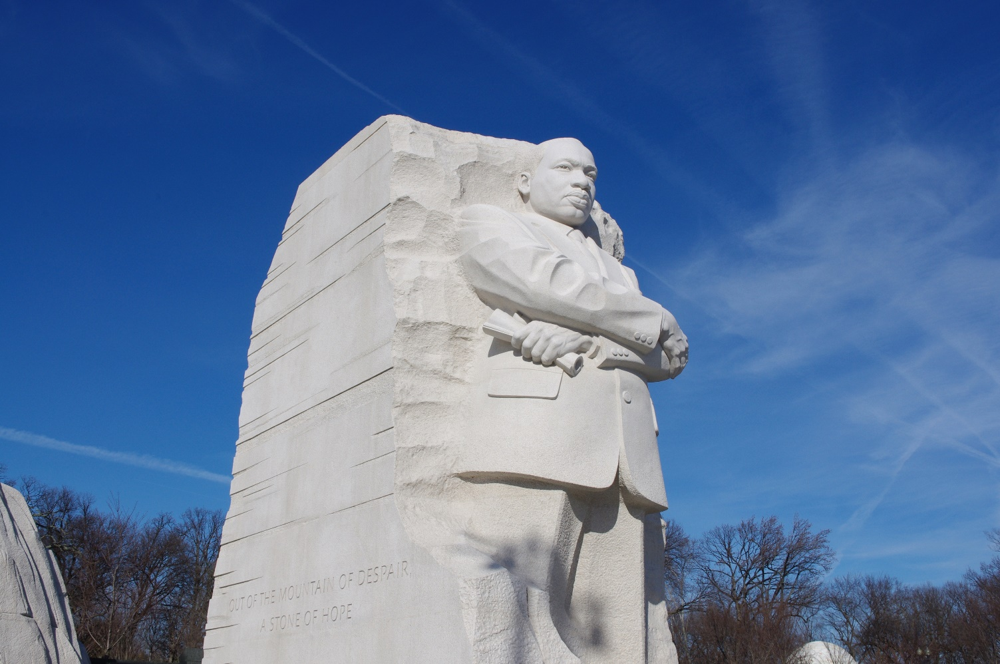 OUT OF THE MOUNTAIN OF DESPAIR,
A STONE OF HOPE